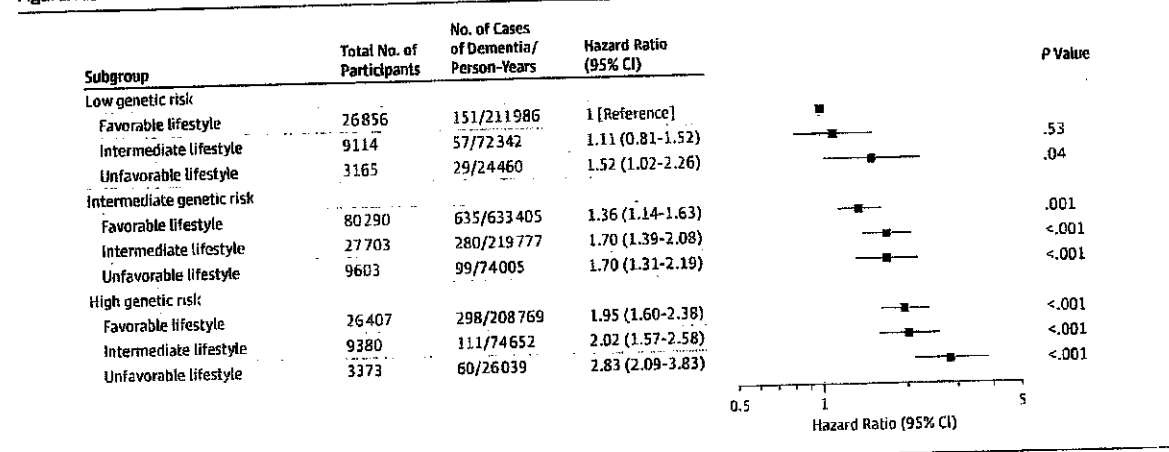 No. of Cases
Total No. of of Dementia/ Hazard Ratio
Subgroup Participants Person-Years (95% CI) P Value
Low genetic risk
Favorable lifestyle 26856 151/211986 1 [Reference]
Intermediate lifestyle 9114 57/72342 1.11 (0.81-1.52) .53
Unfavorable lifestyle 3165 29/24460 1.52 (1.02-2.26) .04
Intermediate genetic risk
Favorable lifestyle 80290 635/633405 1.36 (1.14-1.63) .001
Intermediate lifestyle 27703 280/219777 1.70 (1.39-2.08) <.001
Unfavorable lifestyle 9603 99/74005 1.70 (1.31-2.19) <.001
High genetic risk
Favorable lifestyle 26407 298/208769 1.95 (1.60-2.38) <.001
Intermediate lifestyle 9380 111/74652 2.02 (1.57-2.58) <.001
Unfavorable lifestyle 3373 60/26039 2.83 (2.09-3.83) <.001
0.5 1 5
Hazard Ratio (95% CI)